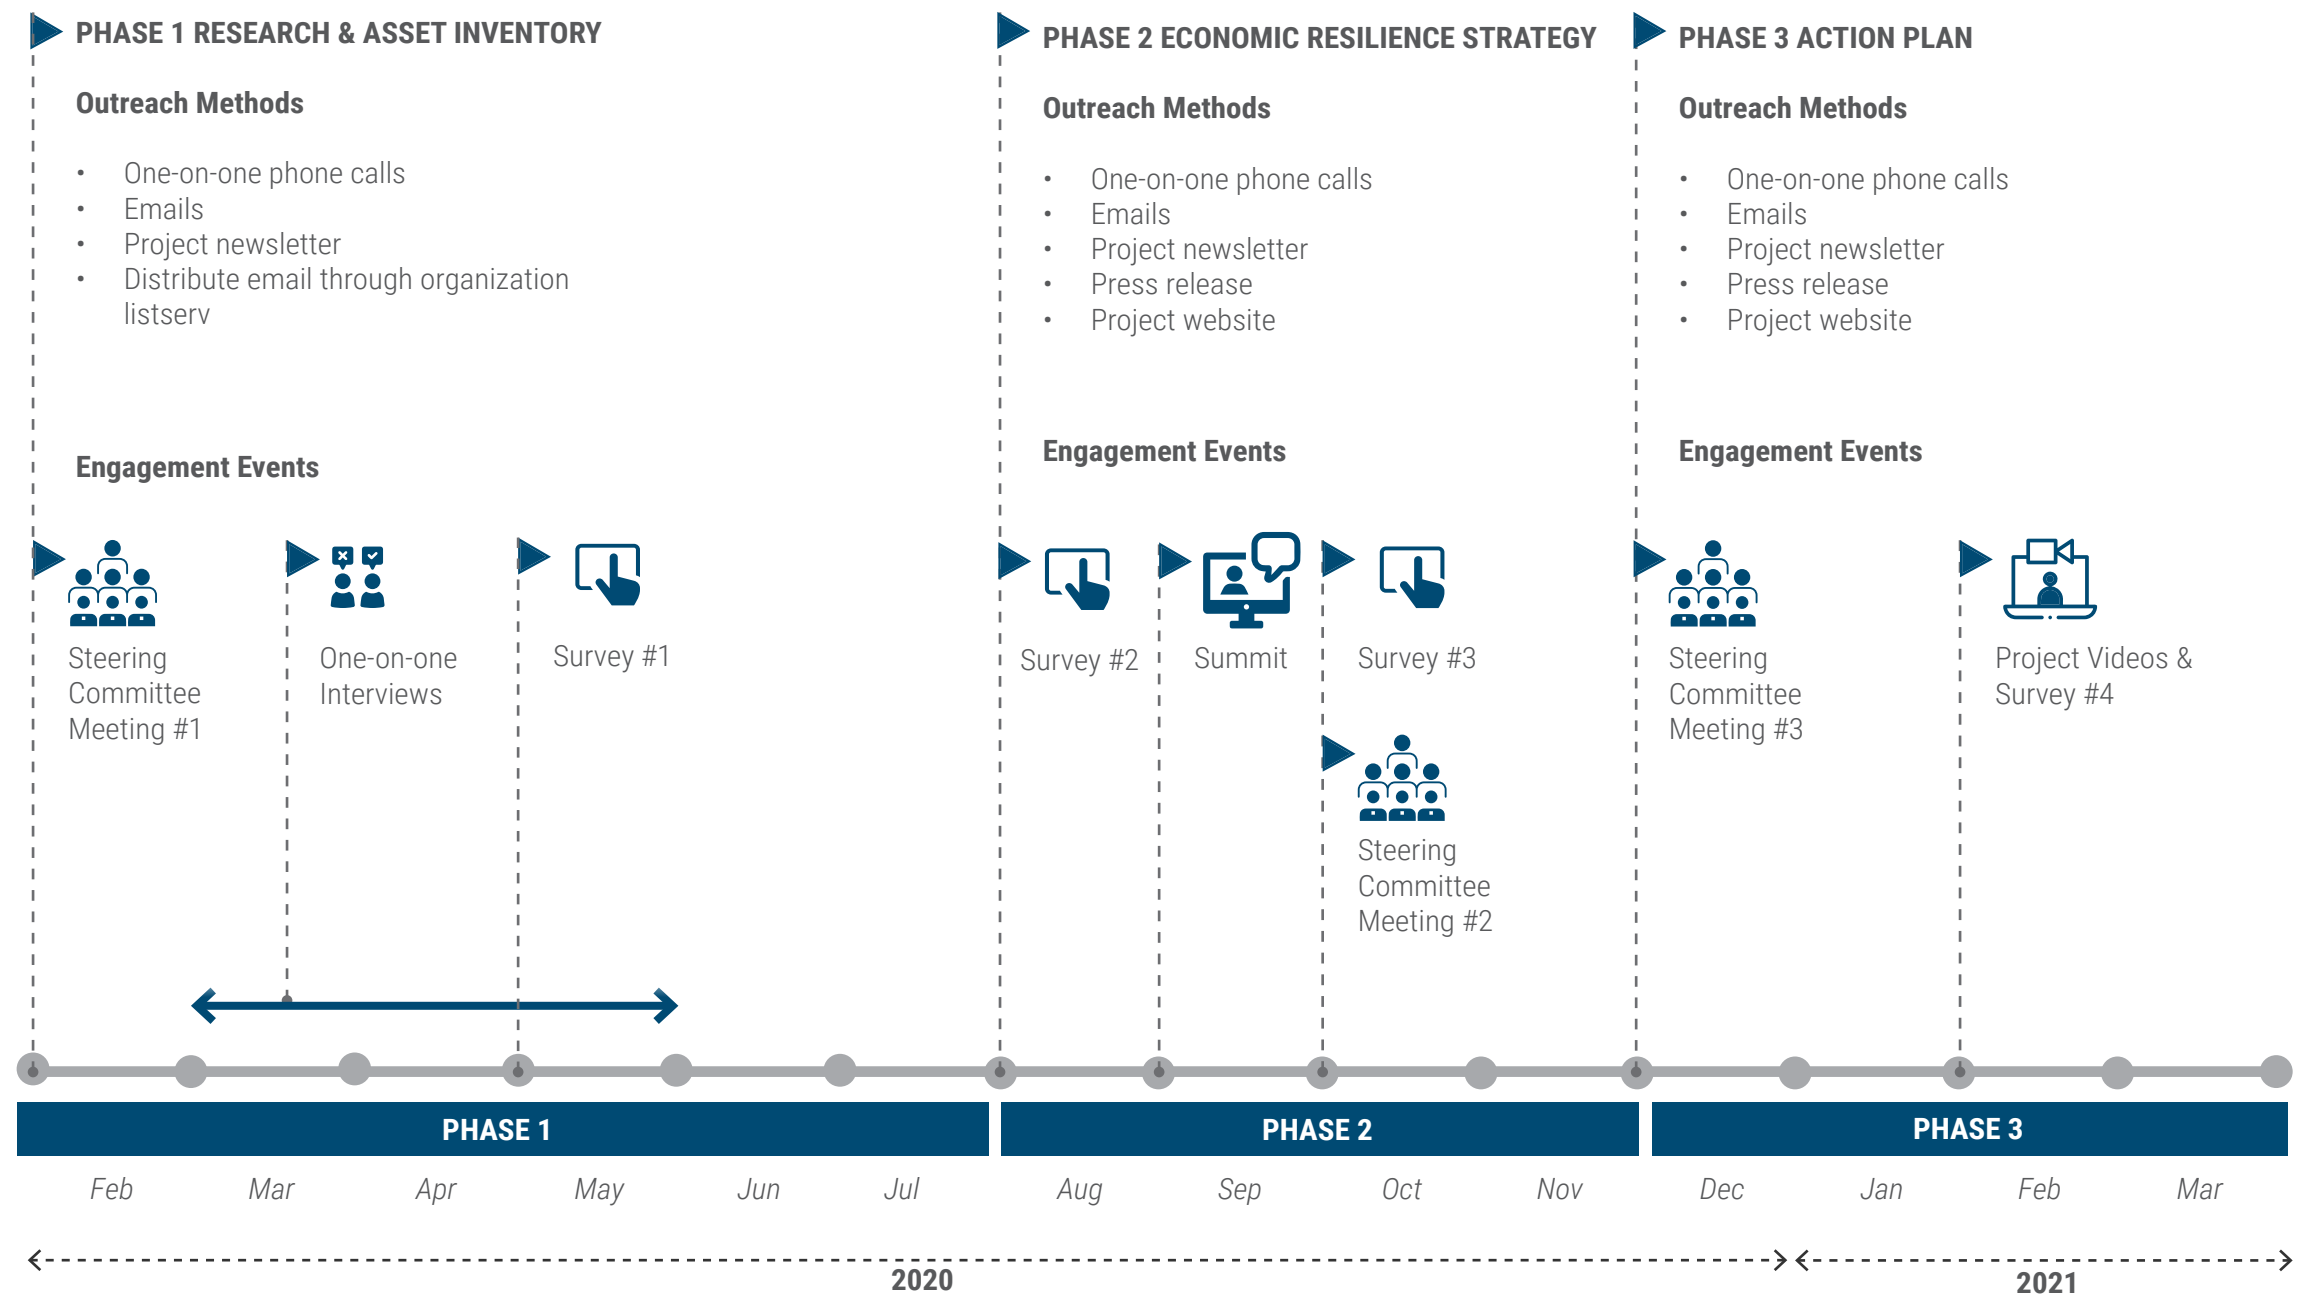 PHASE 1 RESEARCH & ASSET INVENTORY
Outreach Methods
• One-on-one phone calls
• Emails
• Project newsletter
• Distribute email through organization
listserv
Engagement Events
Steering
Committee
Meeting #1
One-on-one
Interviews
Survey #1
PHASE 2 ECONOMIC RESILIENCE STRATEGY
Outreach Methods
• One-on-one phone calls
• Emails
• Project newsletter
• Press release
• Project website
Engagement Events
Survey #2
Summit
Survey #3
Steering
Committee
Meeting #2
PHASE 3 ACTION PLAN
Outreach Methods
• One-on-one phone calls
• Emails
• Project newsletter
• Press release
• Project website
Engagement Events
Steering
Committee
Meeting #3
Project Videos &
Survey #4
PHASE 1
PHASE 2
PHASE 3
Feb
Mar
Apr
May
Jun
Jul
Aug
Sep
Oct
Nov
Dec
Jan
Feb
Mar
2020
2021